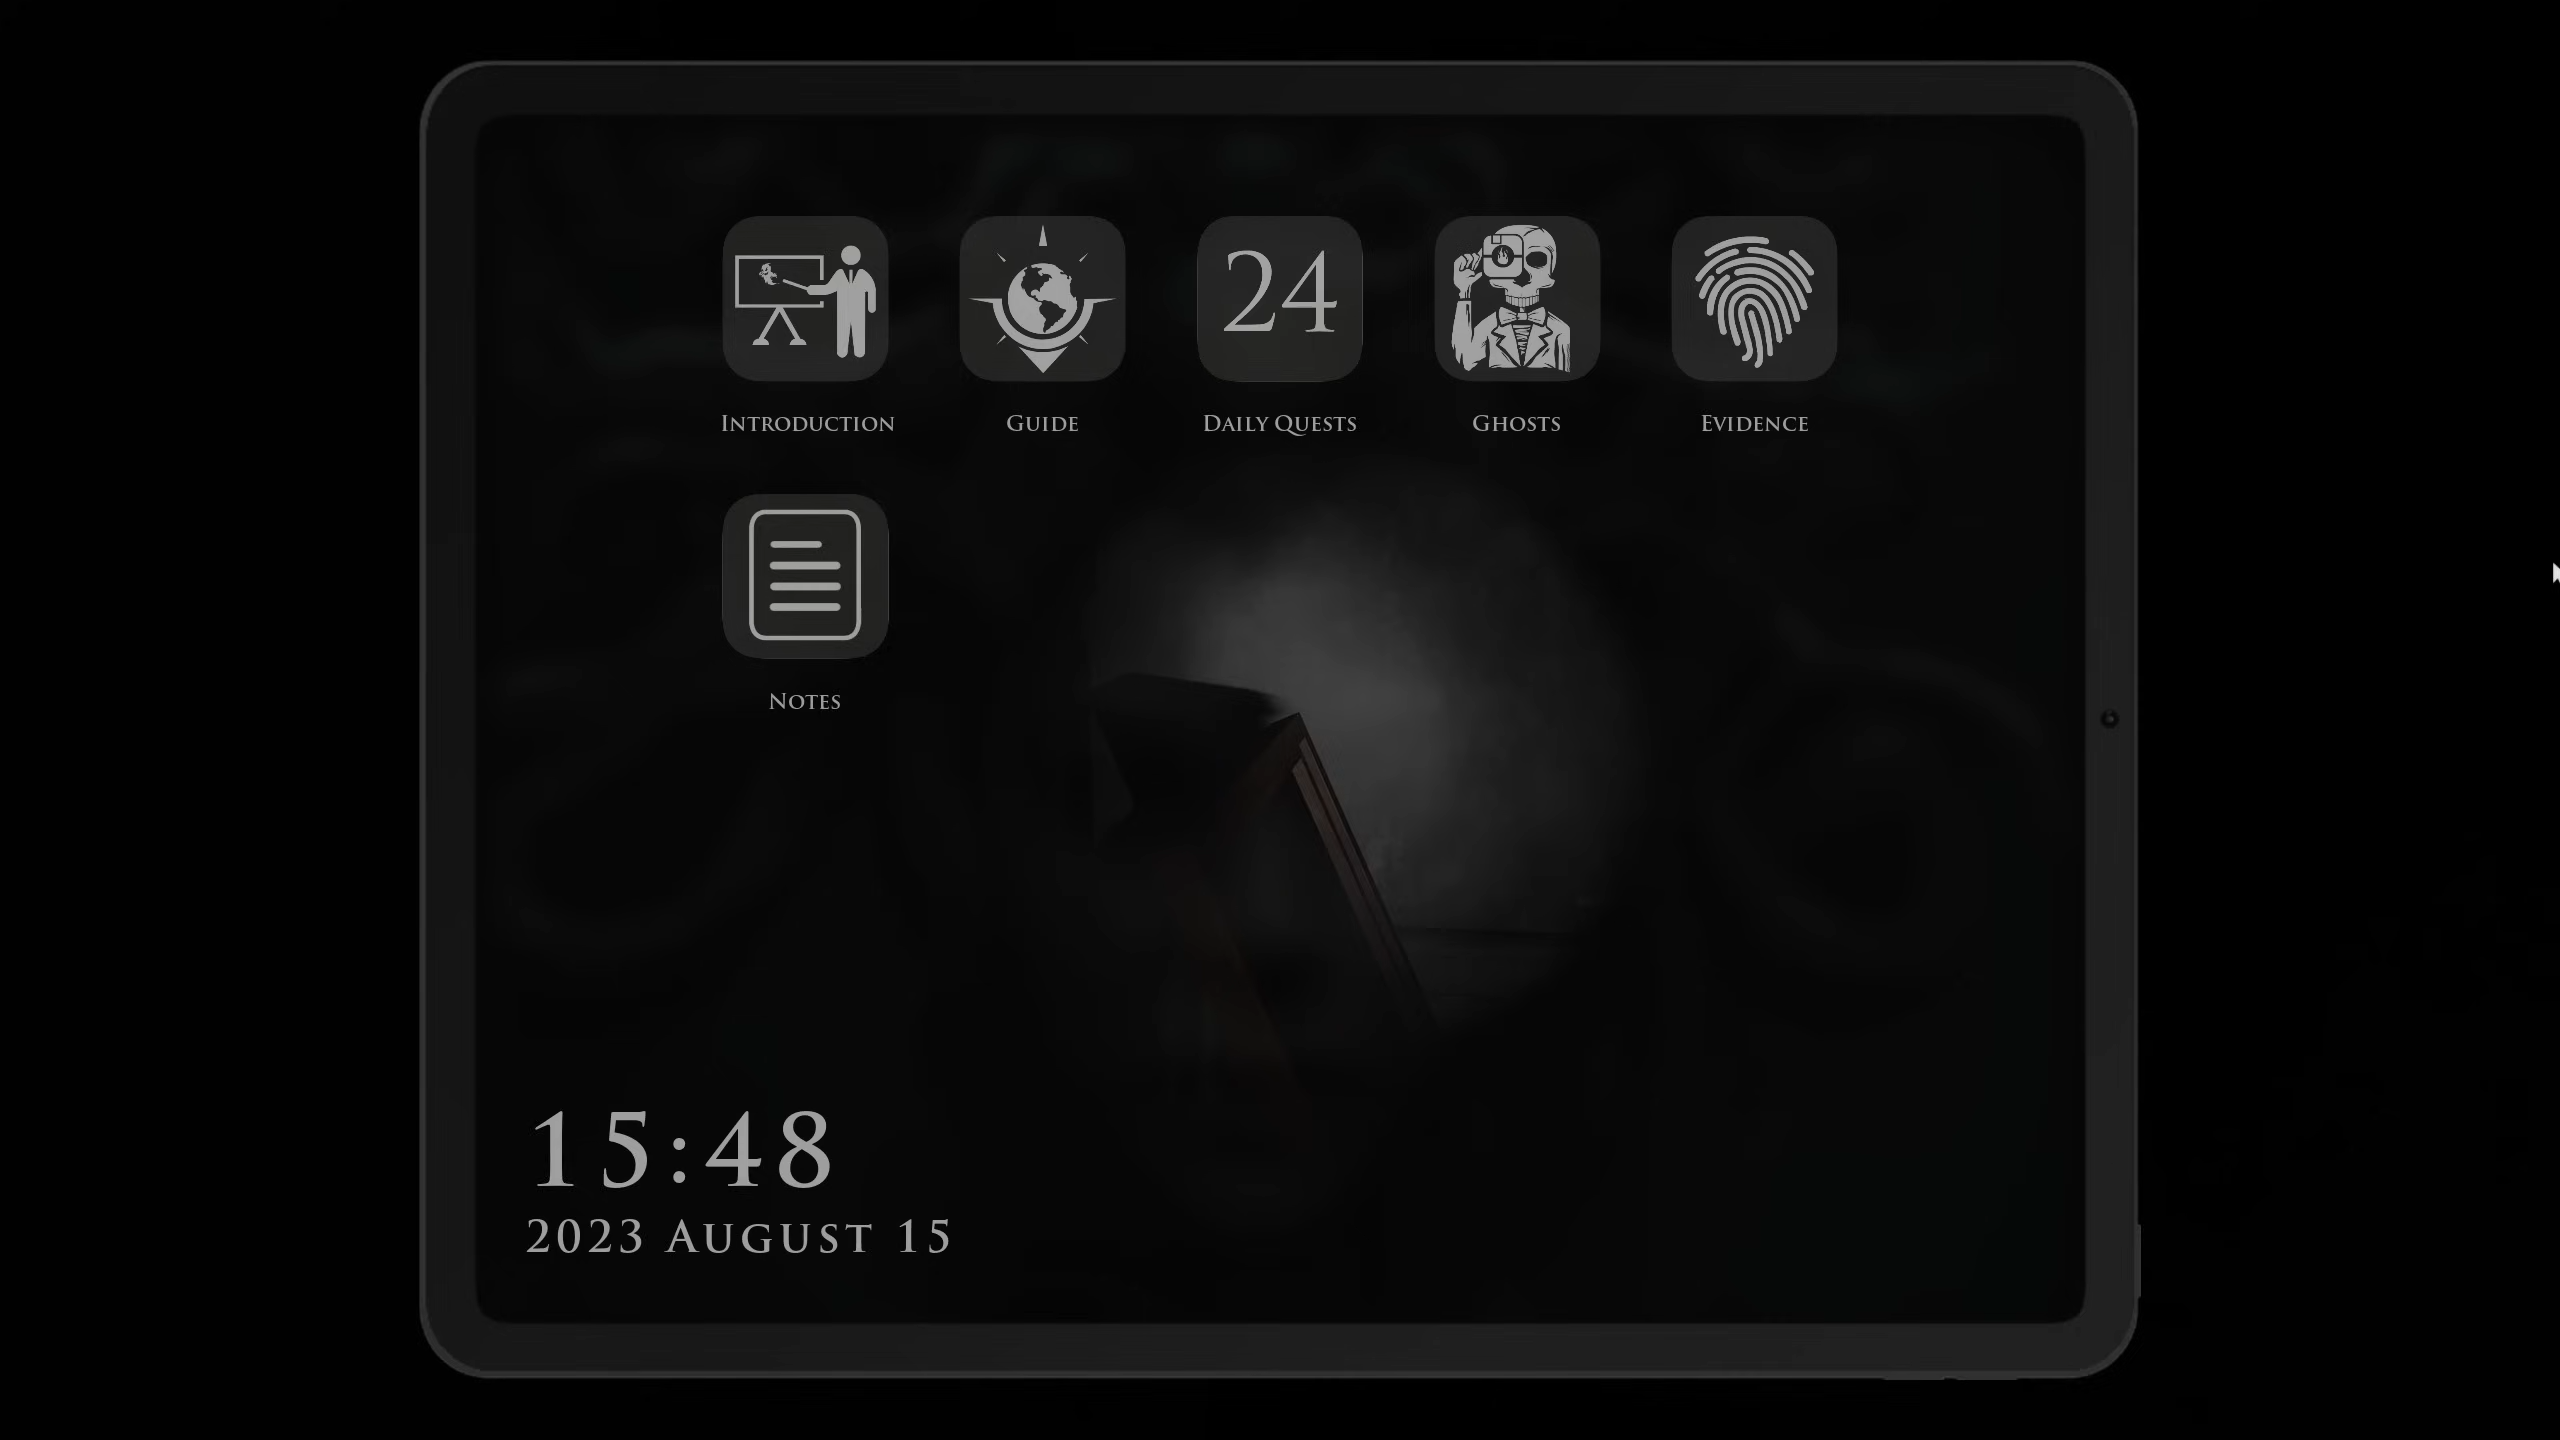 24
Introduction
Guide
Daily Quests
Ghosts
Evidence
Notes
15:48
2023 August 15